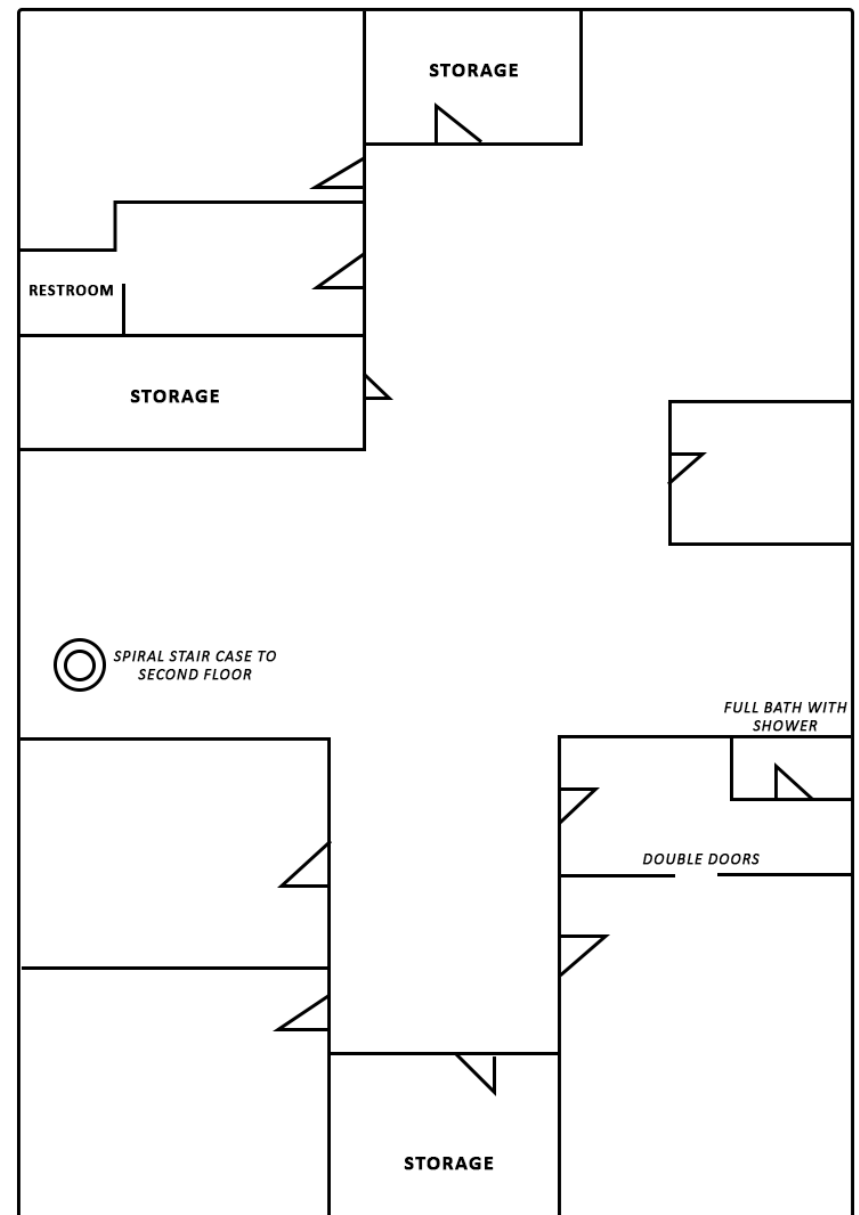 STORAGE
RESTROOM
STORAGE
SPIRAL STAIR CASE TO
SECOND FLOOR
FULL BATH WITH
SHOWER
DOUBLE DOORS
STORAGE